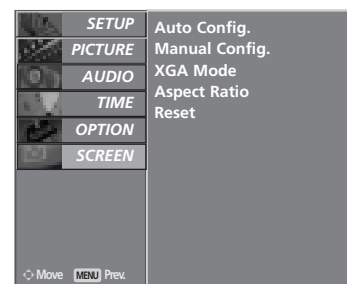 SETUP
PICTURE
AUDIO
TIME
OPTION
SCREEN
Auto Config.
Manual Config.
XGA Mode
Aspect Ratio
Reset
Move MENU Prev.